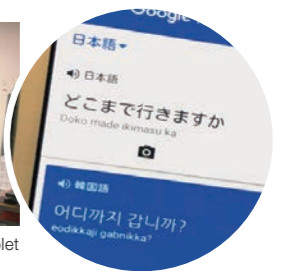 Google
日本語
日本語
どこまで行きますか
Doko made ikimasu ka
韓国語
어디까지 갑니까?
eodikkaji gabnikka?